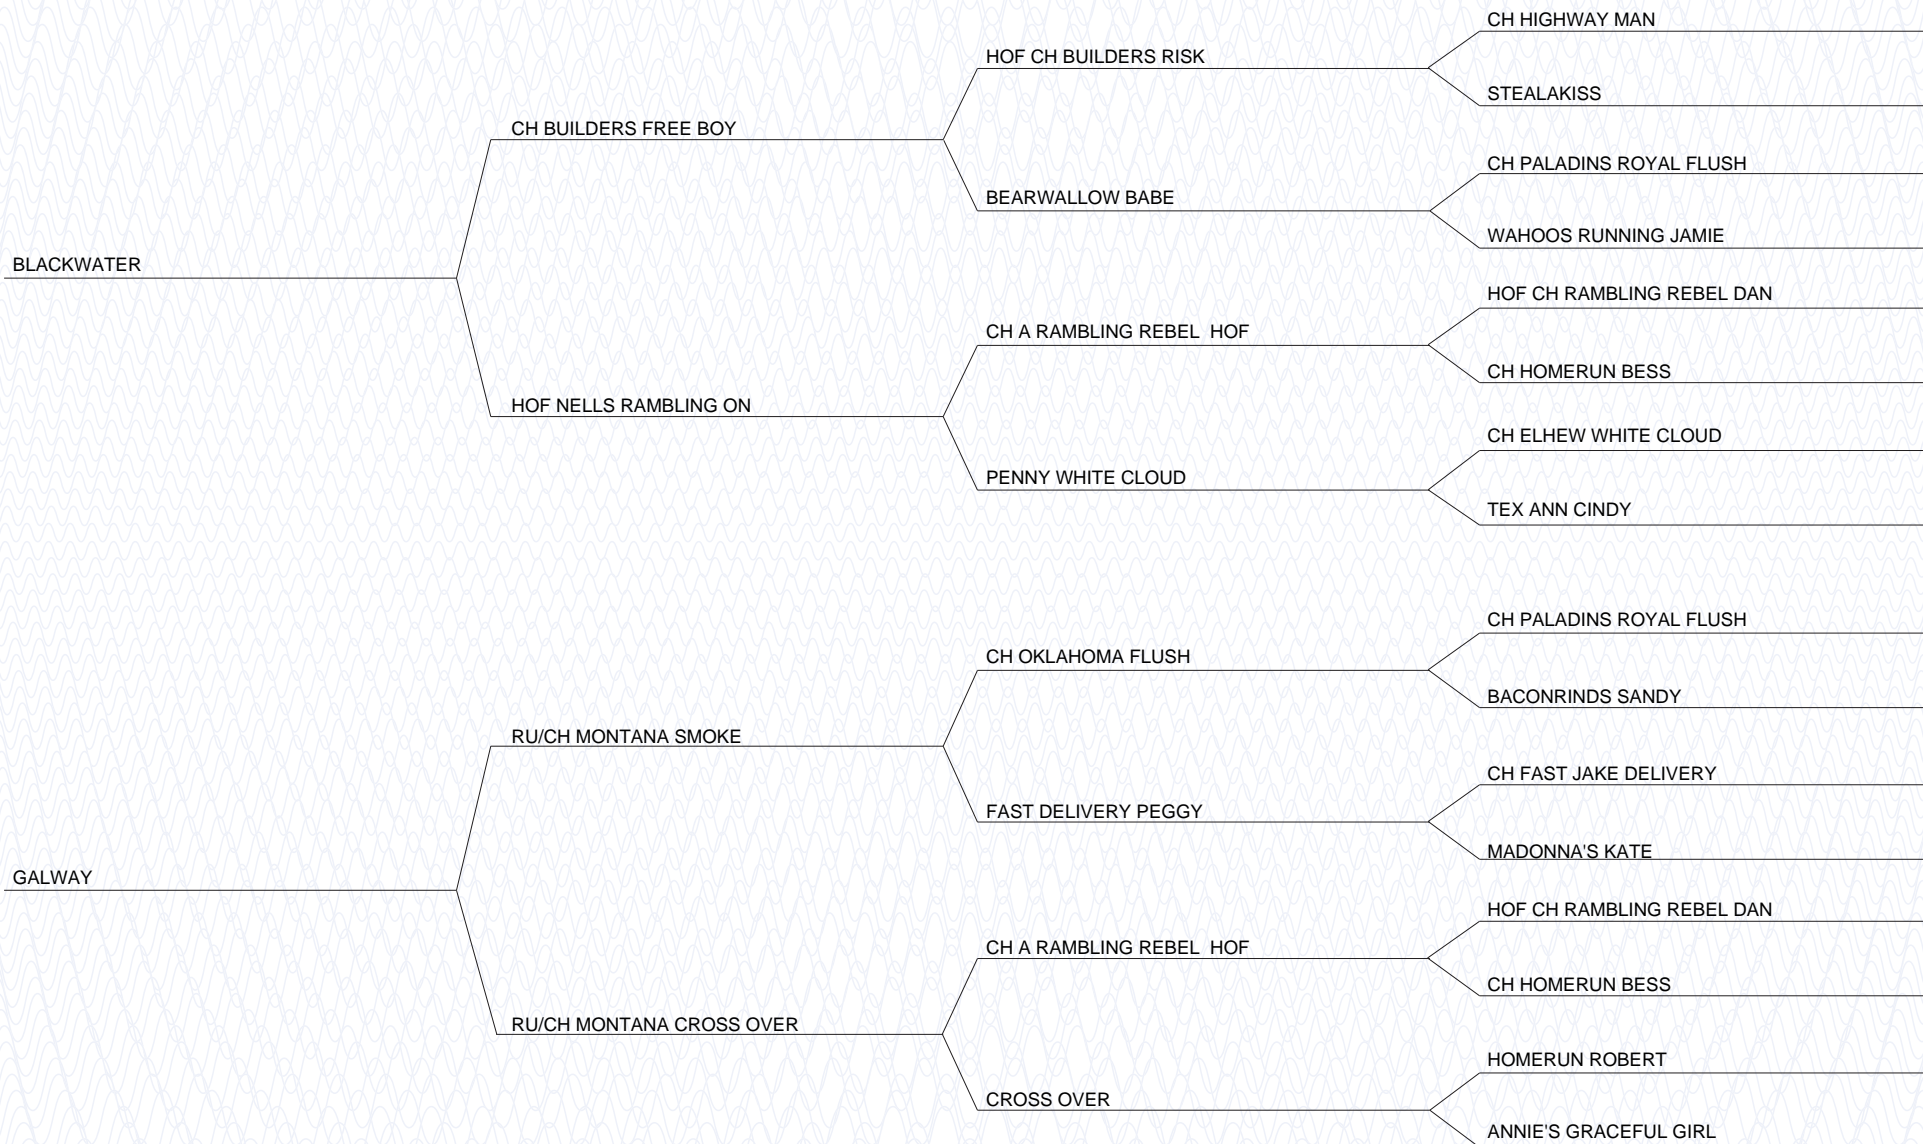 CH HIGHWAY MAN
HOF CH BUILDERS RISK
STEALAKISS
CH BUILDERS FREE BOY
CH PALADINS ROYAL FLUSH
BEARWALLOW BABE
WAHOOS RUNNING JAMIE
BLACKWATER
HOF CH RAMBLING REBEL DAN
CH A RAMBLING REBEL  HOF
CH HOMERUN BESS
HOF NELLS RAMBLING ON
CH ELHEW WHITE CLOUD
PENNY WHITE CLOUD
TEX ANN CINDY
CH PALADINS ROYAL FLUSH
CH OKLAHOMA FLUSH
BACONRINDS SANDY
RU/CH MONTANA SMOKE
CH FAST JAKE DELIVERY
FAST DELIVERY PEGGY
MADONNA'S KATE
GALWAY
HOF CH RAMBLING REBEL DAN
CH A RAMBLING REBEL  HOF
CH HOMERUN BESS
RU/CH MONTANA CROSS OVER
HOMERUN ROBERT
CROSS OVER
ANNIE'S GRACEFUL GIRL